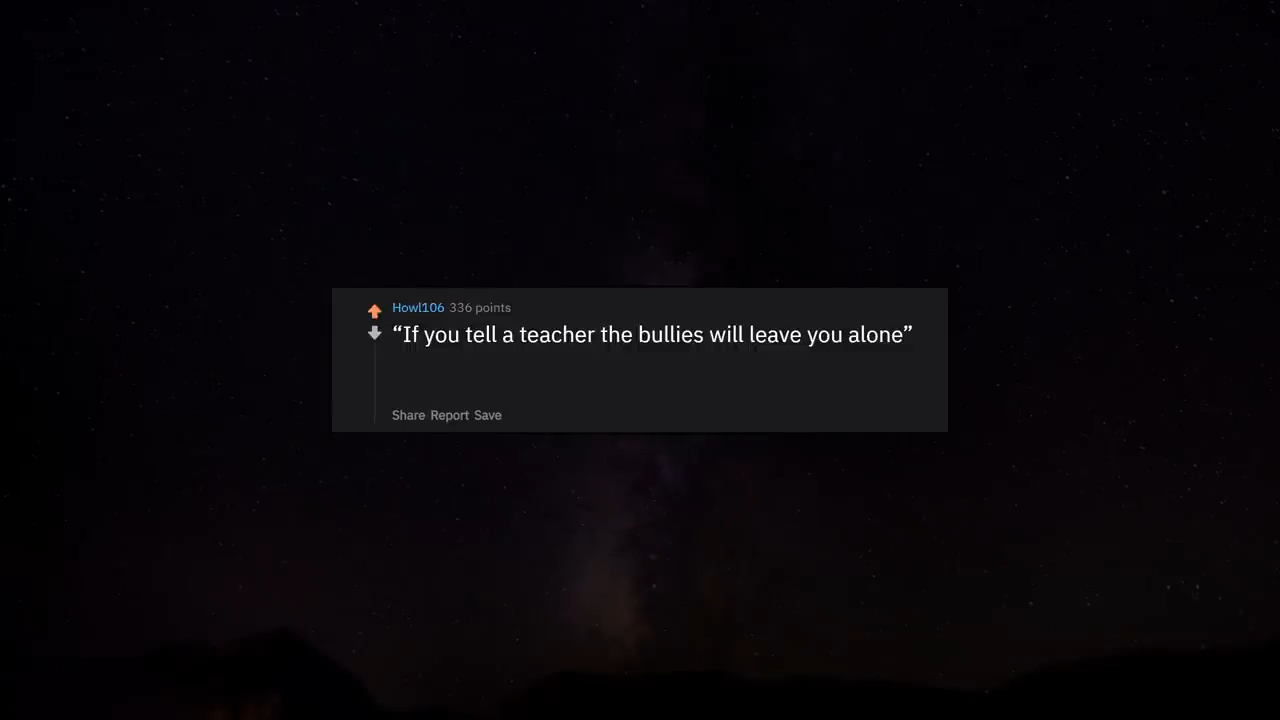 Howl106 336 points
“If you tell a teacher the bullies will leave you alone”
Share Report Save